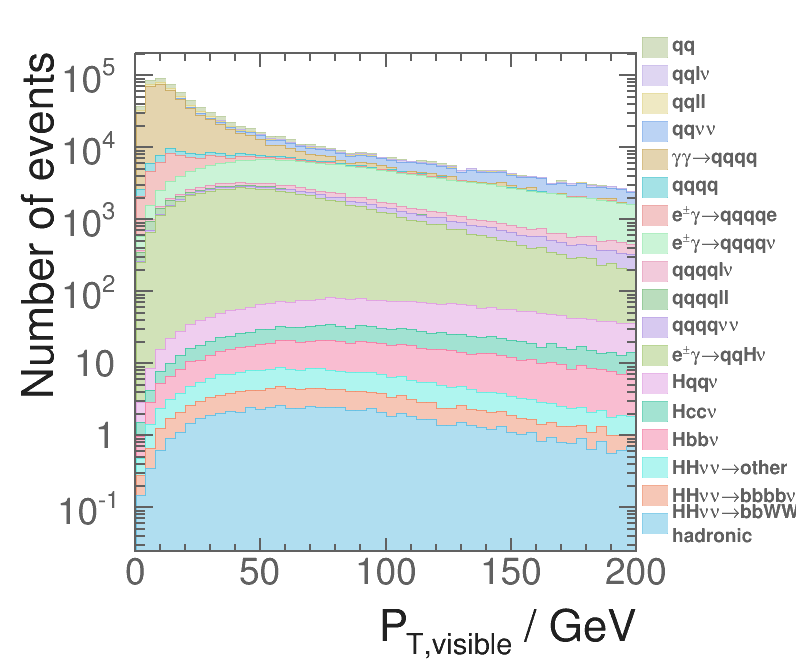 Number of events
10⁵
10⁴
10³
10²
10
1
10⁻¹
0 50 100 150 200
P_T,visible / GeV
qq
qqlν
qqll
qqνν
γγ→qqqq
qqqq
e±γ→qqqqe
e±γ→qqqqν
qqqqlν
qqqqll
qqqqνν
e±γ→qqHν
Hqqν
Hccν
Hbbν
HHνν→other
HHνν→bbbbν
HHνν→bbWW
hadronic